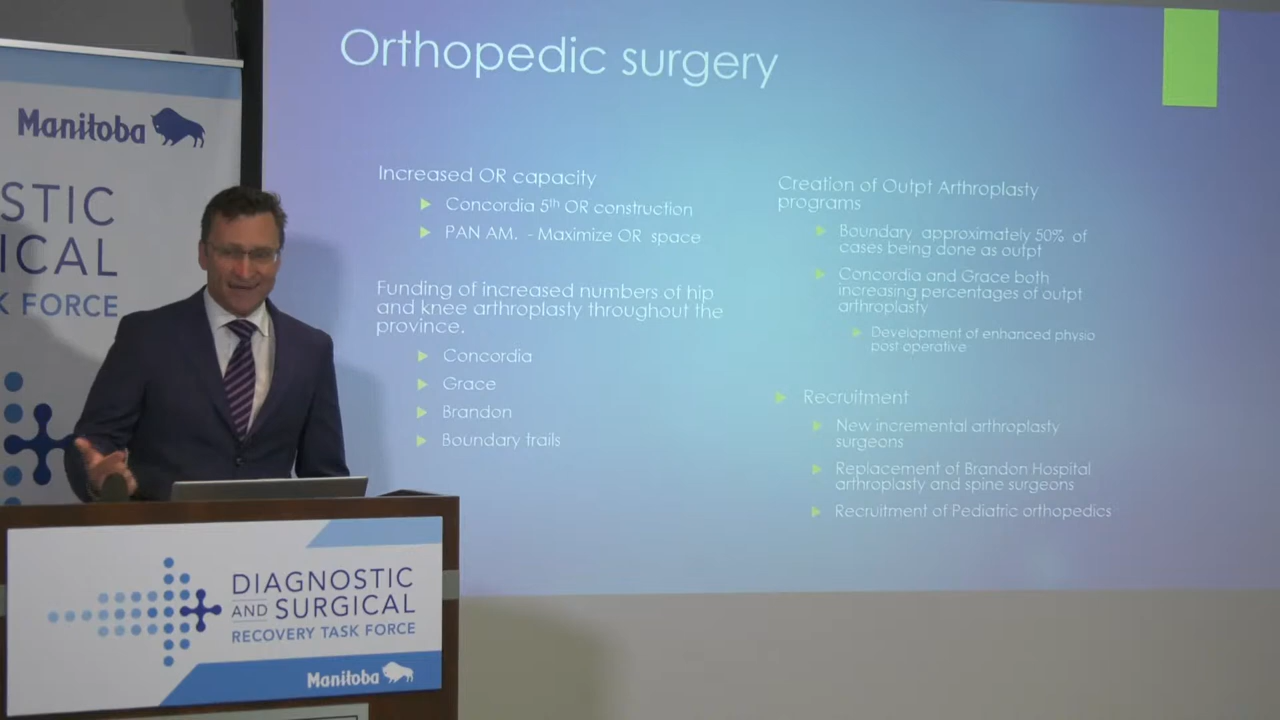 Orthopedic surgery
Increased OR capacity
Concordia 5th OR construction
PAN AM. - Maximize OR space
Funding of increased numbers of hip
and knee arthroplasty throughout the
province.
Concordia
Grace
Brandon
Boundary trails
Creation of Outpt Arthroplasty
programs
Boundary approximately 50% of
cases being done as outpt
Concordia and Grace both
increasing percentages of outpt
arthroplasty
Development of enhanced physio
post operative
Recruitment
New incremental arthroplasty
surgeons
Replacement of Brandon Hospital
arthroplasty and spine surgeons
Recruitment of Pediatric orthopedics
Manitoba
STIC
ICAL
K FORCE
DIAGNOSTIC
AND SURGICAL
RECOVERY TASK FORCE
Manitoba